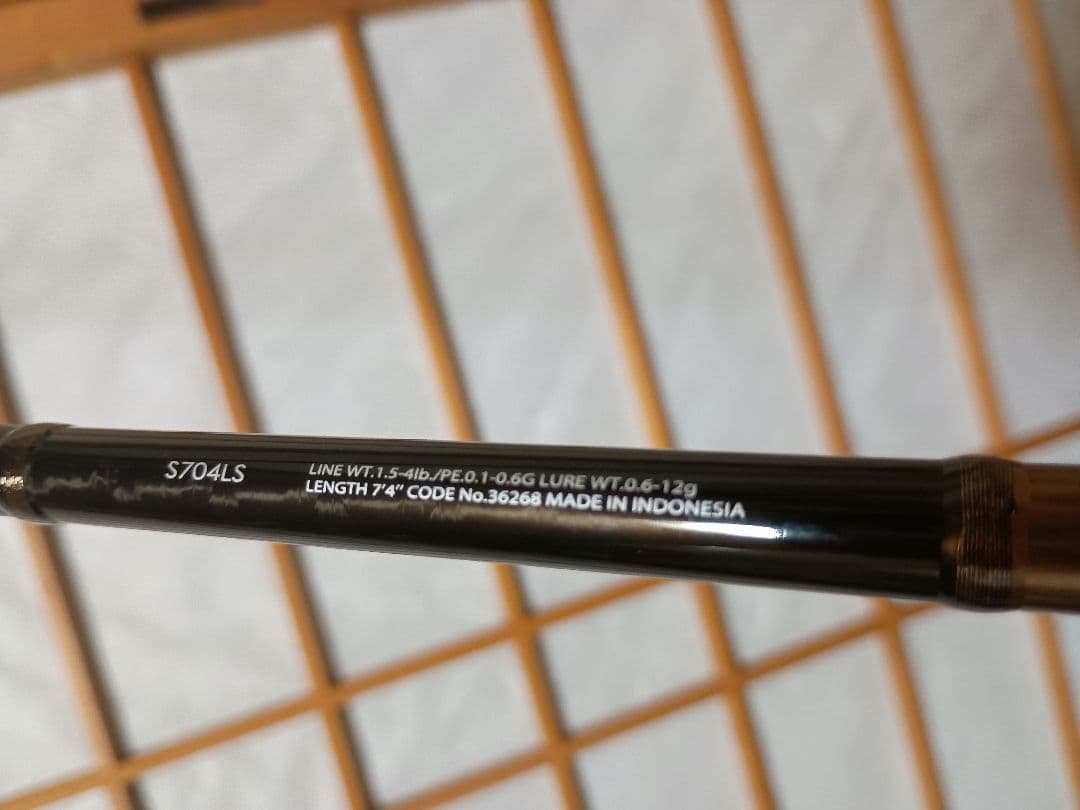 S704LS
LINE WT.1.5-4lb./PE.0.1-0.6G LURE WT.0.6-12g
LENGTH 7'4" CODE No.36268 MADE IN INDONESIA